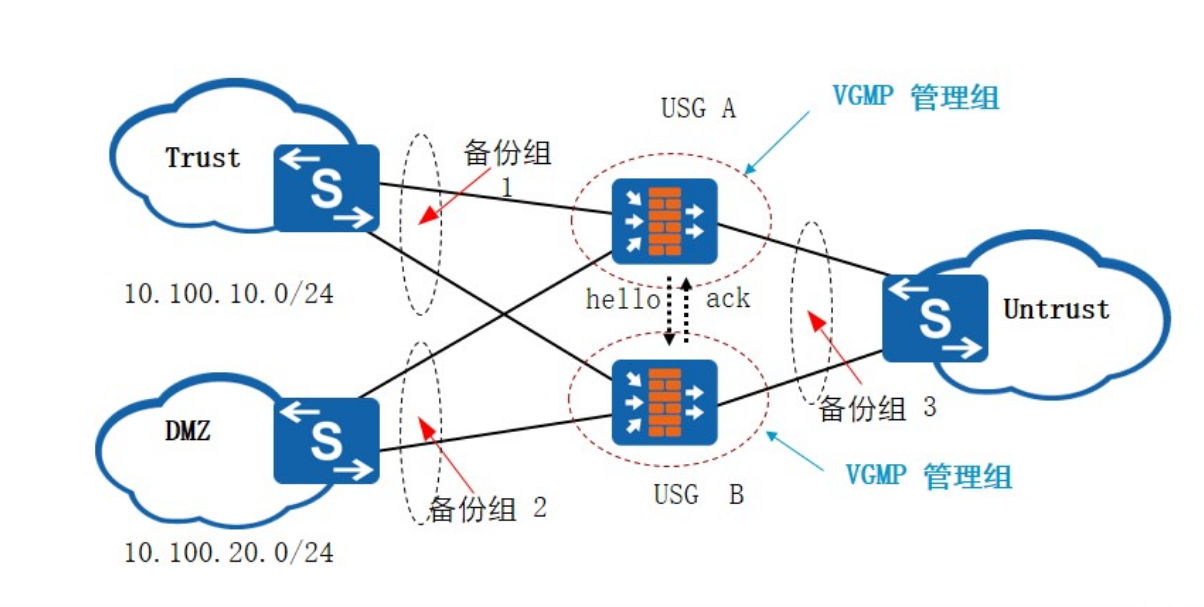 VGMP 管理组
USG A
备份组
1
Trust
S
10.100.10.0/24
hello
ack
S
Untrust
备份组 3
DMZ
S
备份组 2
USG B
VGMP 管理组
10.100.20.0/24